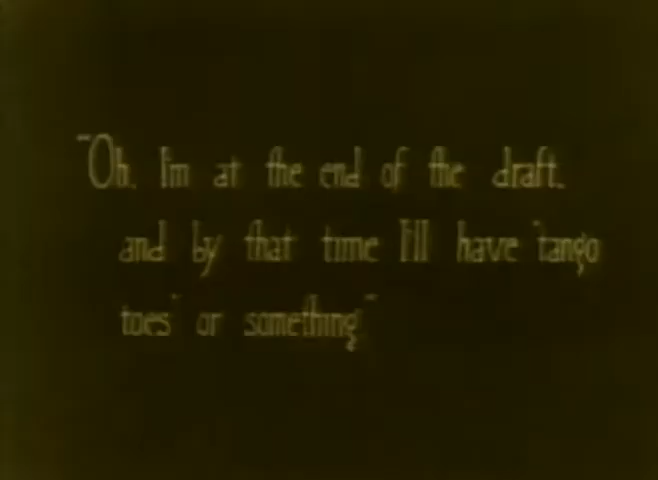 "Oh, I'm at the end of the draft,
and by that time I'll have 'tango
toes' or something."